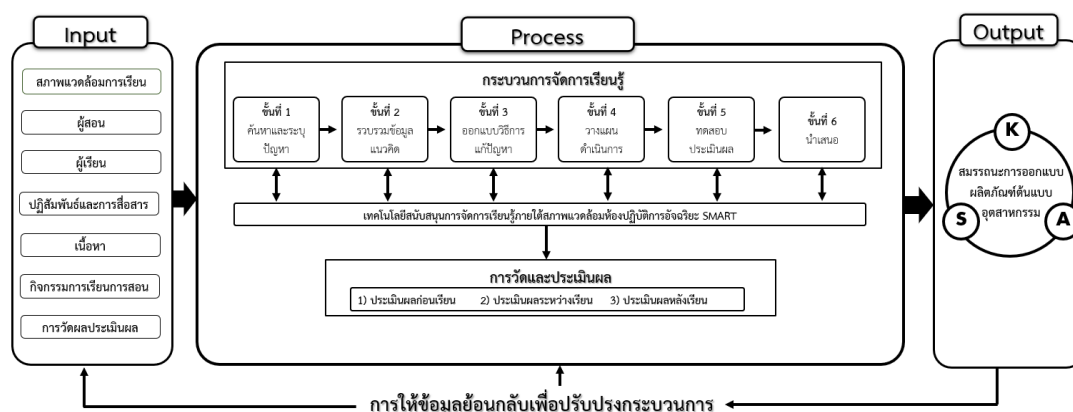 Input
สภาพแวดล้อมการเรียน
ผู้สอน
ผู้เรียน
ปฏิสัมพันธ์และการสื่อสาร
เนื้อหา
กิจกรรมการเรียนการสอน
การวัดผลประเมินผล
Process
กระบวนการจัดการเรียนรู้
ขั้นที่ 1
ค้นหาและระบุ
ปัญหา
ขั้นที่ 2
รวบรวมข้อมูล
แนวคิด
ขั้นที่ 3
ออกแบบวิธีการ
แก้ปัญหา
ขั้นที่ 4
วางแผน
ดำเนินการ
ขั้นที่ 5
ทดสอบ
ประเมินผล
ขั้นที่ 6
นำเสนอ
เทคโนโลยีสนับสนุนการจัดการเรียนรู้ภายใต้สภาพแวดล้อมห้องปฏิบัติการอัจฉริยะ SMART
การวัดและประเมินผล
1) ประเมินผลก่อนเรียน 2) ประเมินผลระหว่างเรียน 3) ประเมินผลหลังเรียน
Output
K
สมรรถนะการออกแบบ
ผลิตภัณฑ์ต้นแบบ
อุตสาหกรรม
S
A
การให้ข้อมูลย้อนกลับเพื่อปรับปรุงกระบวนการ